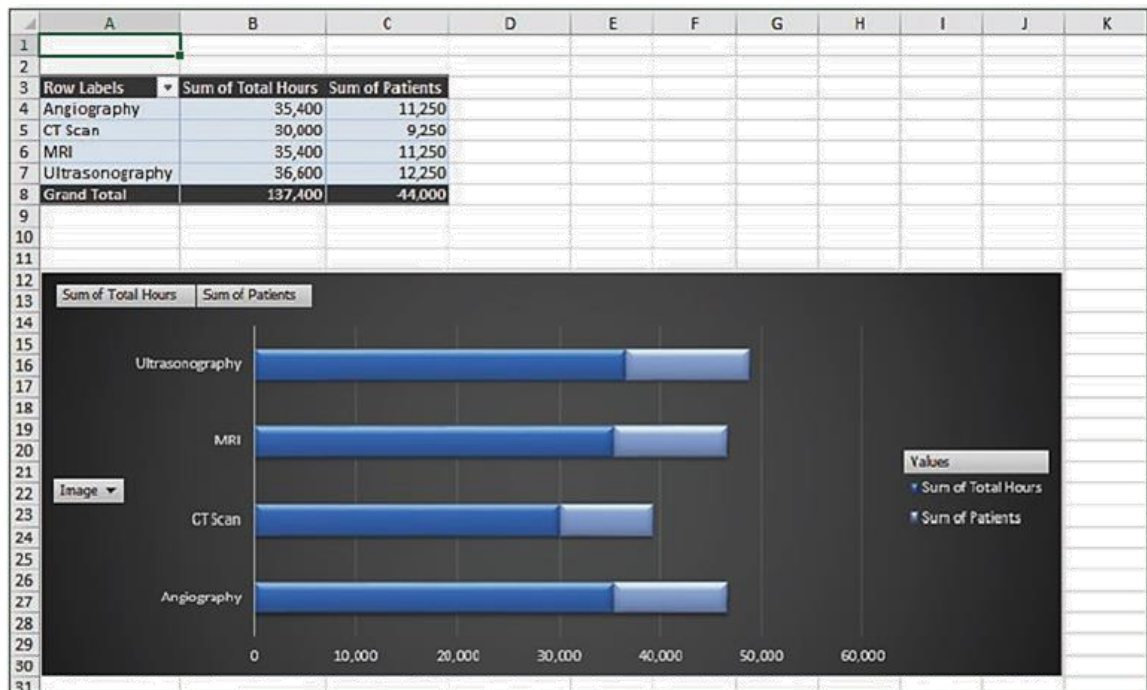 A B C D E F G H I J K
1
2
3 Row Labels Sum of Total Hours Sum of Patients
4 Angiography 35,400 11,250
5 CT Scan 30,000 9,250
6 MRI 35,400 11,250
7 Ultrasonography 36,600 12,250
8 Grand Total 137,400 44,000
9
10
11
12
13 Sum of Total Hours Sum of Patients
14
15
16 Ultrasonography
17
18
19
20 MRI
21 Values
22 Image Sum of Total Hours
23 CT Scan Sum of Patients
24
25
26
27 Angiography
28
29
30 0 10,000 20,000 30,000 40,000 50,000 60,000
31